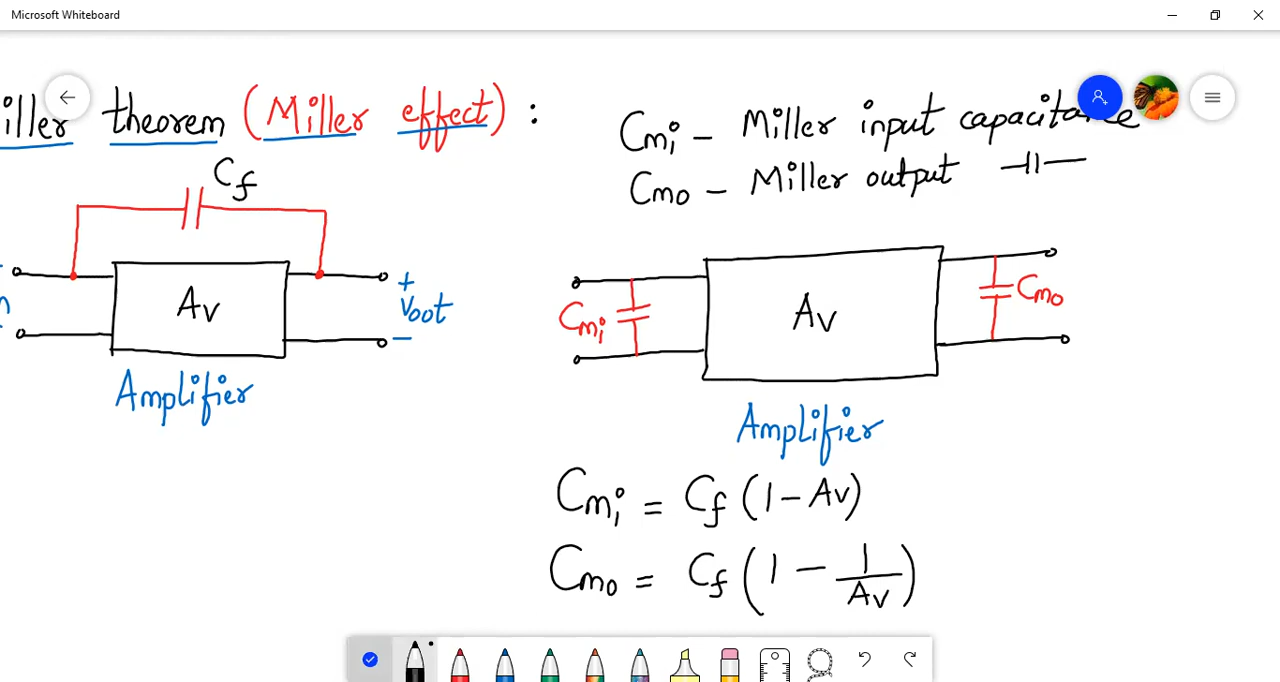 Microsoft Whiteboard
iller theorem (Miller effect) :
Cmi – Miller input capacitance
Cmo – Miller output
Cf
Av
+
Voot
–
Amplifier
Cmi
Av
Cmo
Amplifier
Cmi = Cf (1 – Av)
Cmo = Cf (1 – 1/Av)